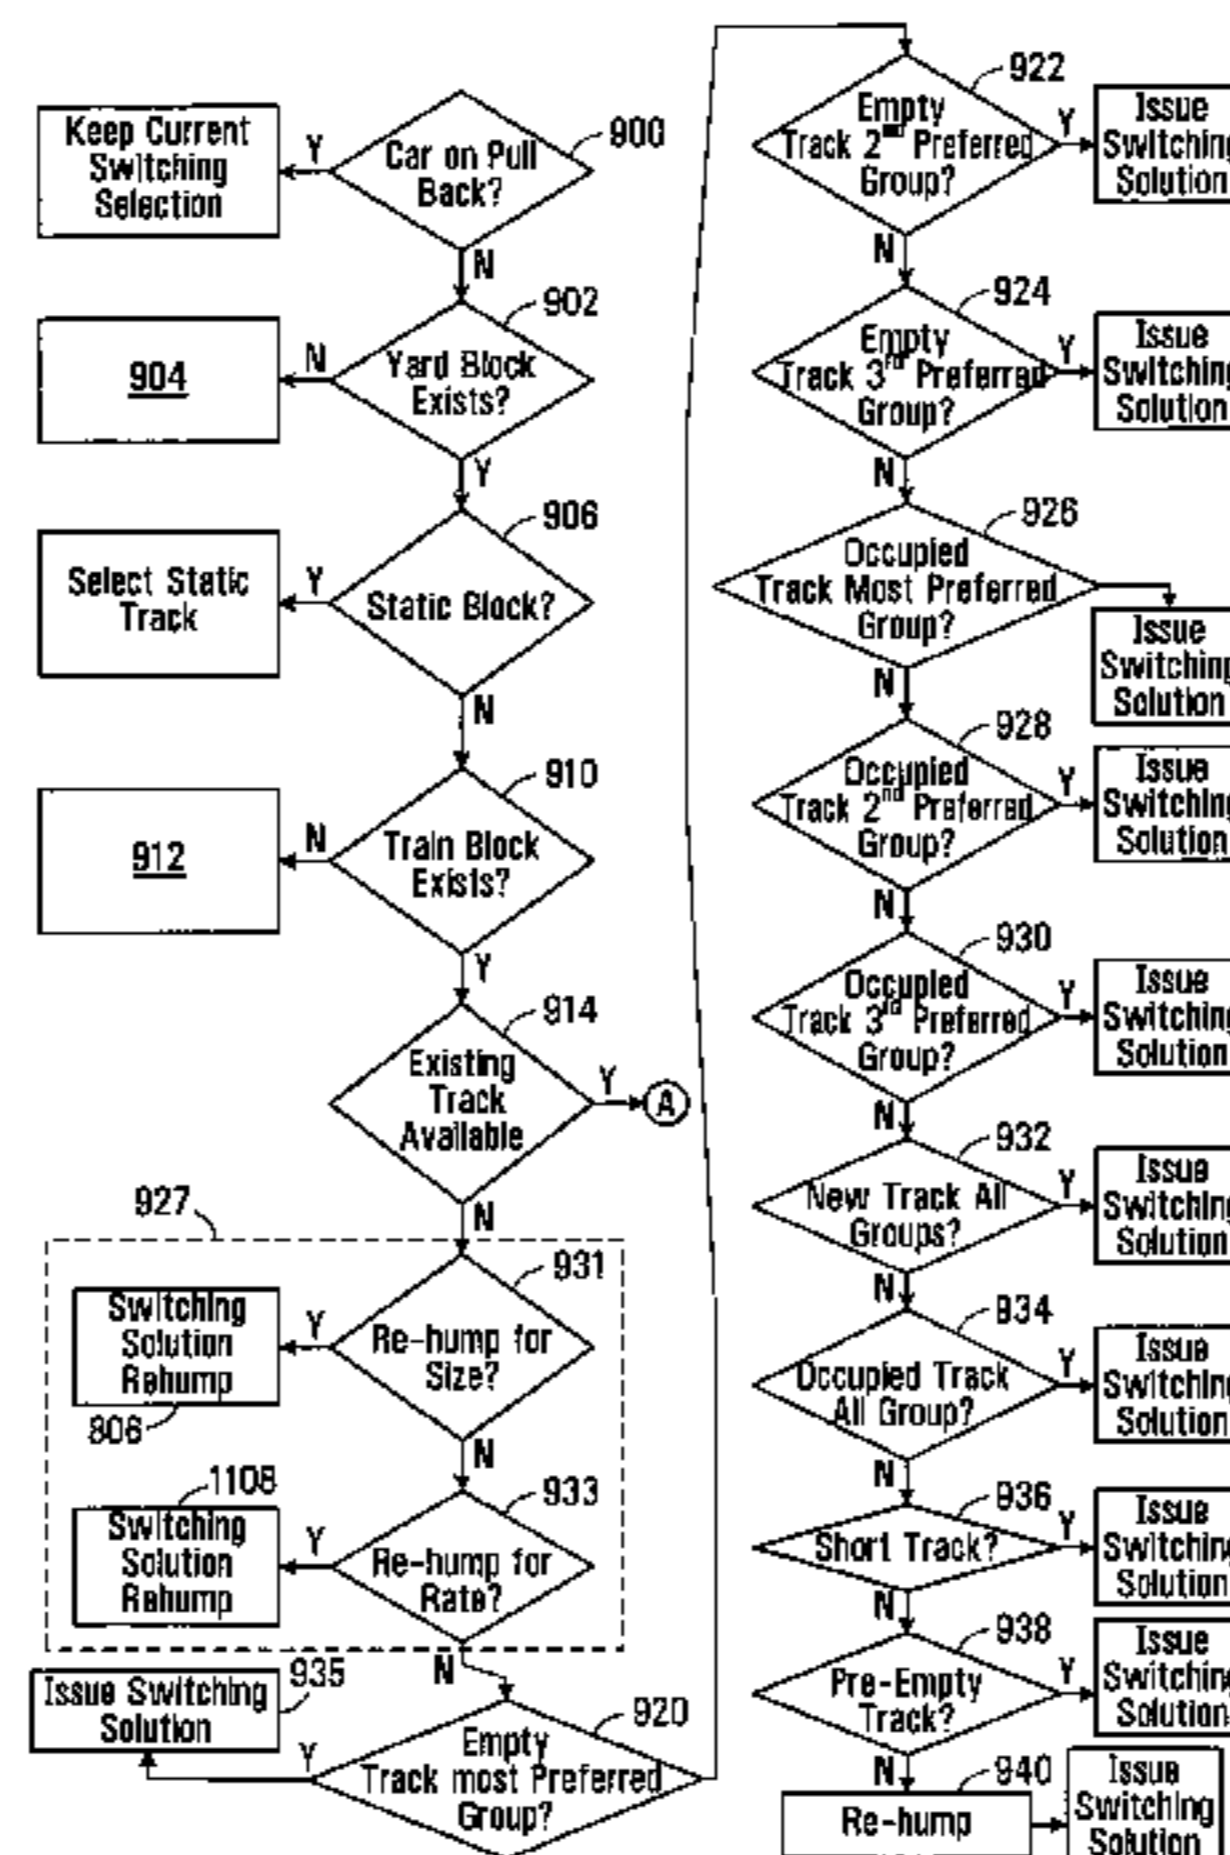 Keep Current
Switching
Selection
Y
Car on Pull
Back?
900
N
904
N
Yard Block
Exists?
902
Y
Select Static
Track
Y
Static Block?
906
N
912
N
Train Block
Exists?
910
Y
Existing
Track
Available
914
Y
A
N
927
Switching
Solution
Rehump
806
Y
Re-hump for
Size?
931
N
1108
Switching
Solution
Rehump
Y
Re-hump for
Rate?
933
N
Issue Switching
Solution
935
Y
Empty
Track most Preferred
Group?
920
Empty
Track 2nd Preferred
Group?
922
Y
Issue
Switching
Solution
N
Empty
Track 3rd Preferred
Group?
924
Y
Issue
Switching
Solution
N
Occupied
Track Most Preferred
Group?
926
Issue
Switching
Solution
N
Occupied
Track 2nd Preferred
Group?
928
Y
Issue
Switching
Solution
N
Occupied
Track 3rd Preferred
Group?
930
Y
Issue
Switching
Solution
N
New Track All
Groups?
932
Y
Issue
Switching
Solution
N
Occupied Track
All Group?
934
Y
Issue
Switching
Solution
N
Short Track?
936
Y
Issue
Switching
Solution
N
Pre-Empty
Track?
938
Y
Issue
Switching
Solution
N
Re-hump
940
Issue
Switching
Solution